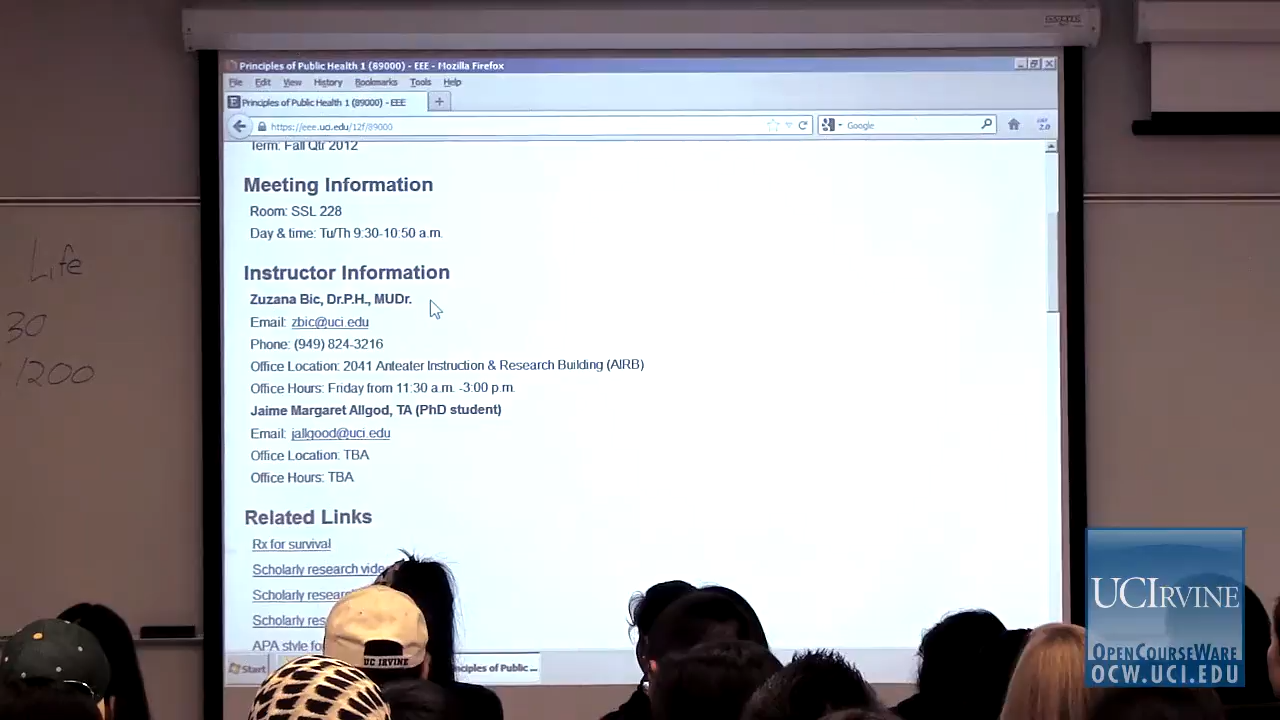 Principles of Public Health 1 (89000) - EEE - Mozilla Firefox
File Edit View History Bookmarks Tools Help
Principles of Public Health 1 (89000) - EEE
https://eee.uci.edu/12f/89000
Google
Term: Fall Qtr 2012
Meeting Information
Room: SSL 228
Day & time: Tu/Th 9:30-10:50 a.m.
Instructor Information
Zuzana Bic, Dr.P.H., MUDr.
Email: zbic@uci.edu
Phone: (949) 824-3216
Office Location: 2041 Anteater Instruction & Research Building (AIRB)
Office Hours: Friday from 11:30 a.m. -3:00 p.m.
Jaime Margaret Allgod, TA (PhD student)
Email: jallgood@uci.edu
Office Location: TBA
Office Hours: TBA
Related Links
Rx for survival
Scholarly research vide
Scholarly resear
Scholarly res
APA style fo
Start
nciples of Public ...
Life
30
1200
UC IRVINE
UCIRVINE
OPENCOURSEWARE
OCW.UCI.EDU